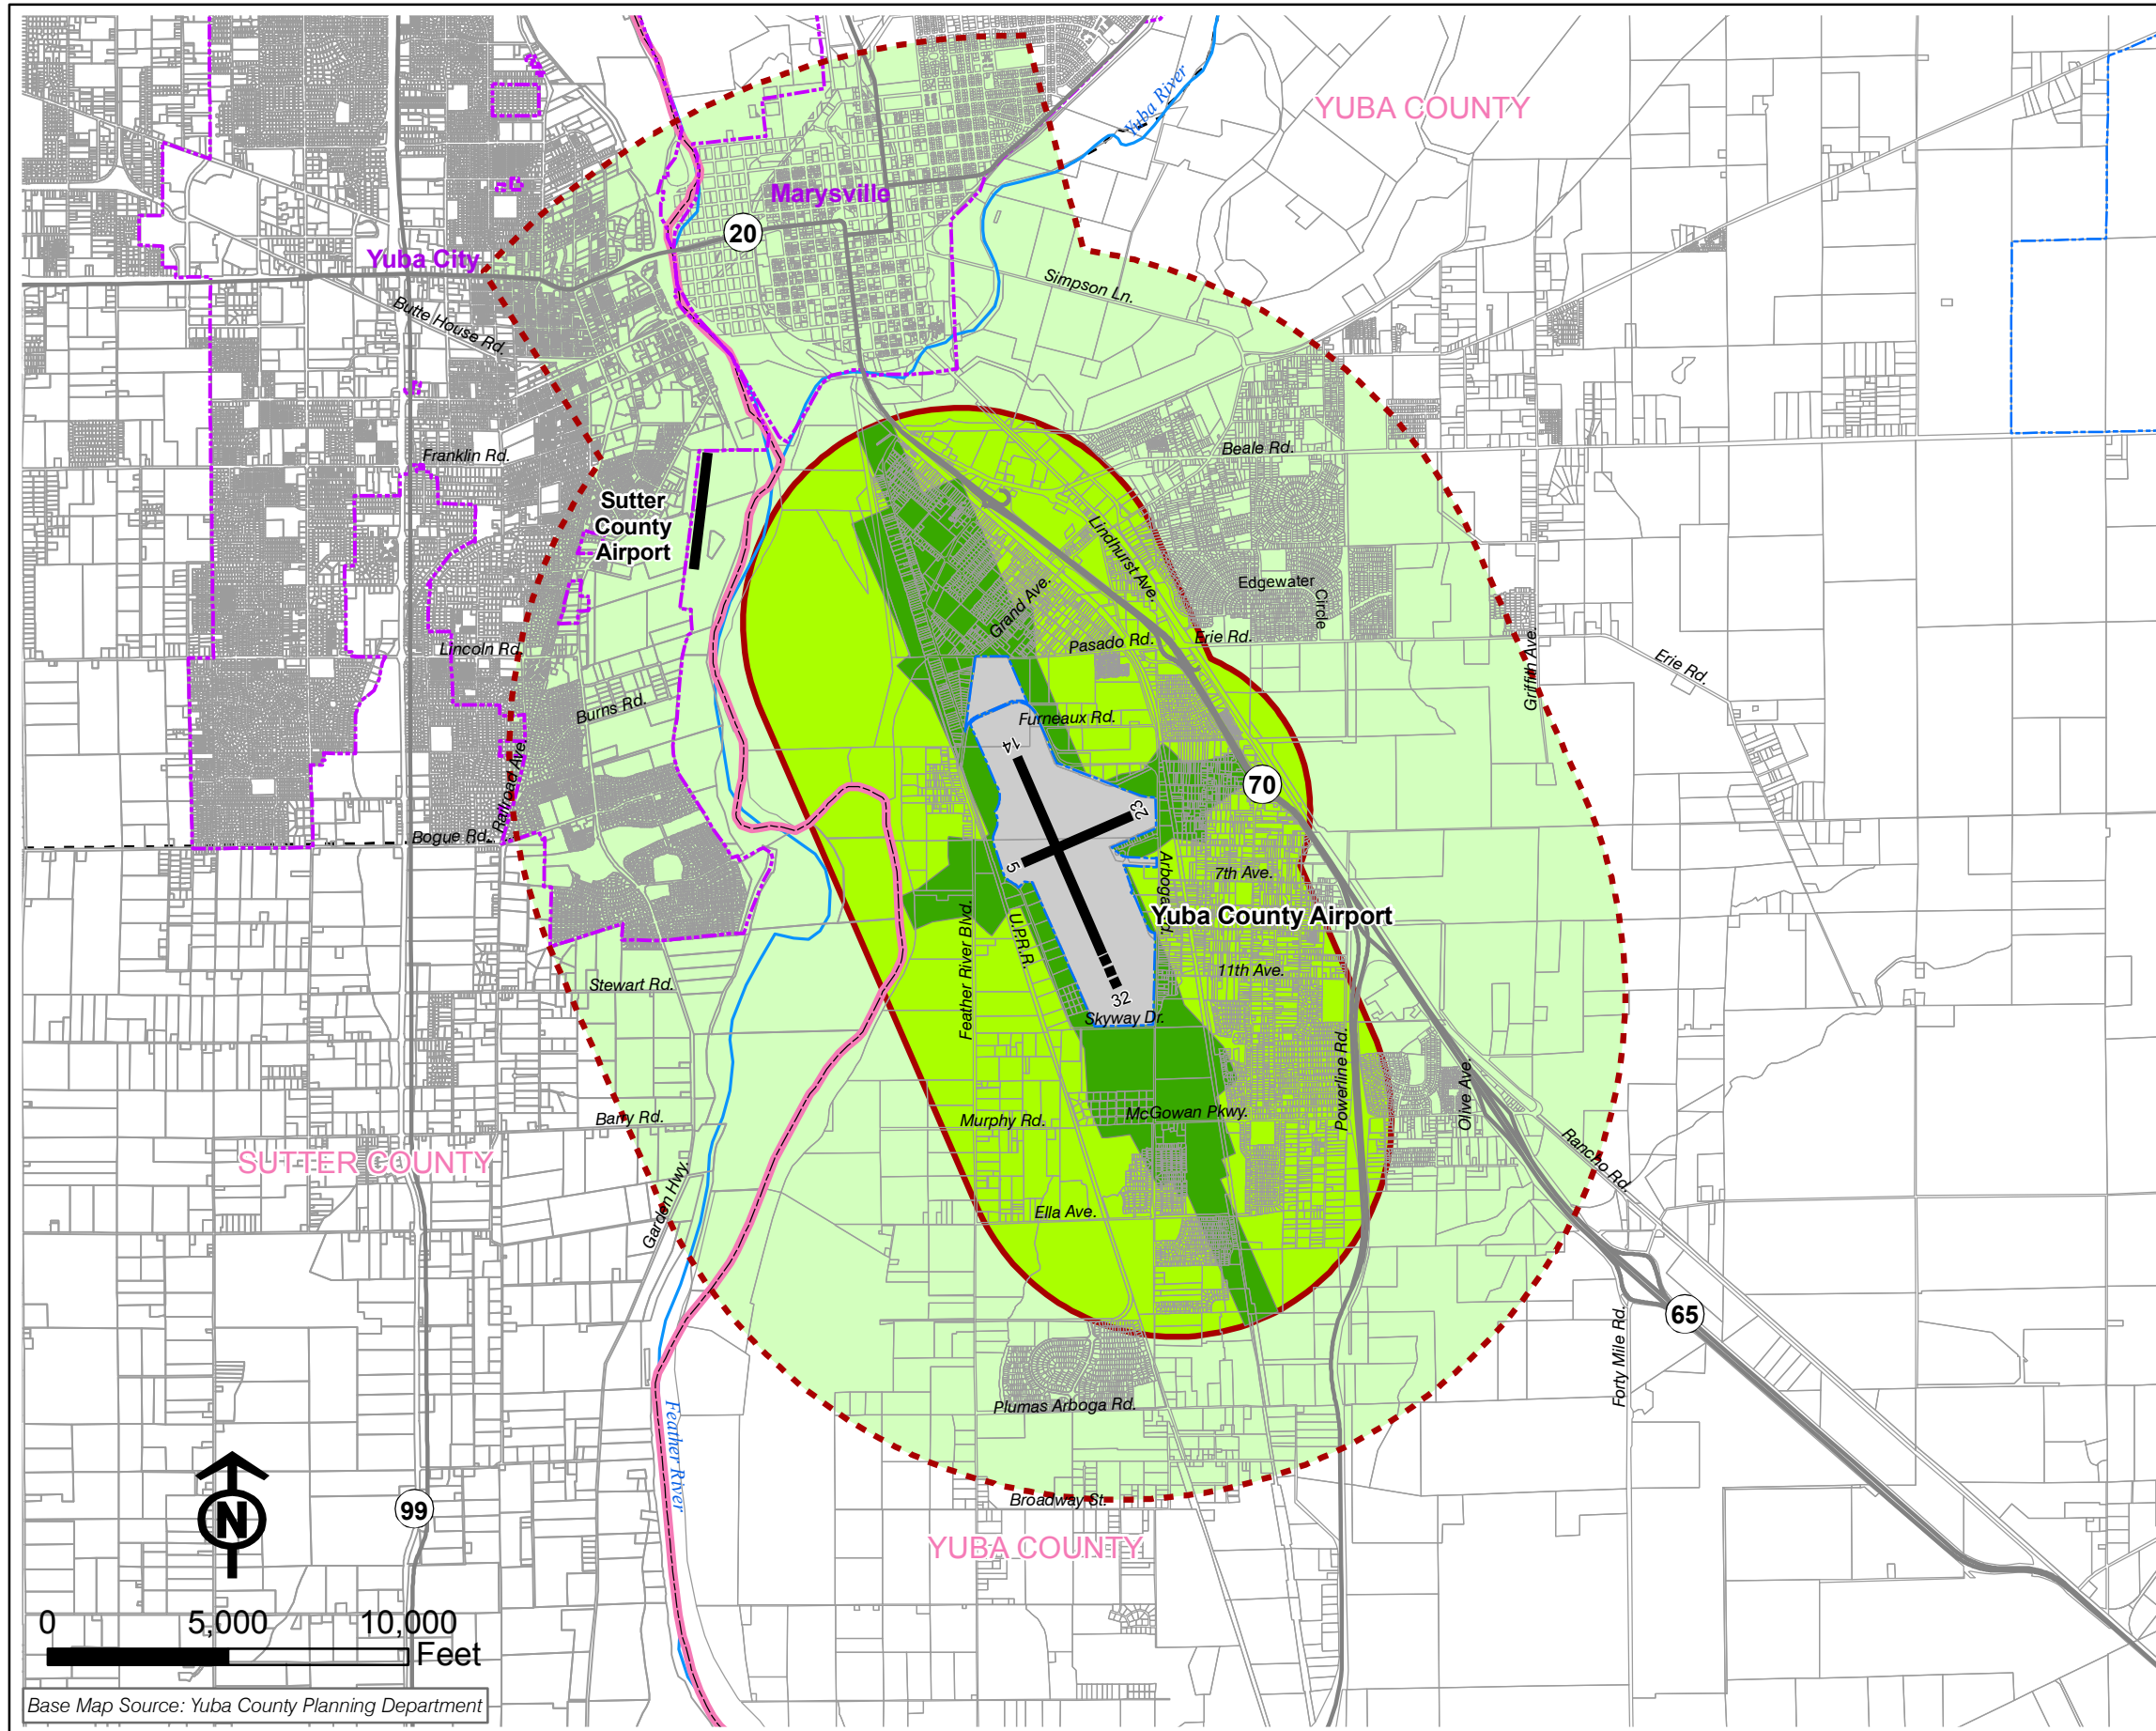 YUBA COUNTY
Yuba River
Marysville
20
Yuba City
Simpson Ln.
Butte House Rd.
Franklin Rd.
Beale Rd.
Sutter
County
Airport
Lindhurst Ave.
Edgewater
Circle
Grand Ave.
Pasado Rd.
Erie Rd.
Lincoln Rd.
Erie Rd.
Griffith Ave.
Burns Rd.
Furneaux Rd.
14
Railroad Ave.
70
23
Bogue Rd.
5
7th Ave.
Arboga Rd.
Yuba County Airport
Feather River Blvd.
U.P.R.R.
11th Ave.
Stewart Rd.
32
Skyway Dr.
Powerline Rd.
Olive Ave.
Barry Rd.
Murphy Rd.
McGowan Pkwy.
SUTTER COUNTY
Rancho Rd.
Garden Hwy.
Ella Ave.
65
Forty Mile Rd.
Plumas Arboga Rd.
Feather River
Broadway St.
99
N
YUBA COUNTY
0 5,000 10,000
Feet
Base Map Source: Yuba County Planning Department